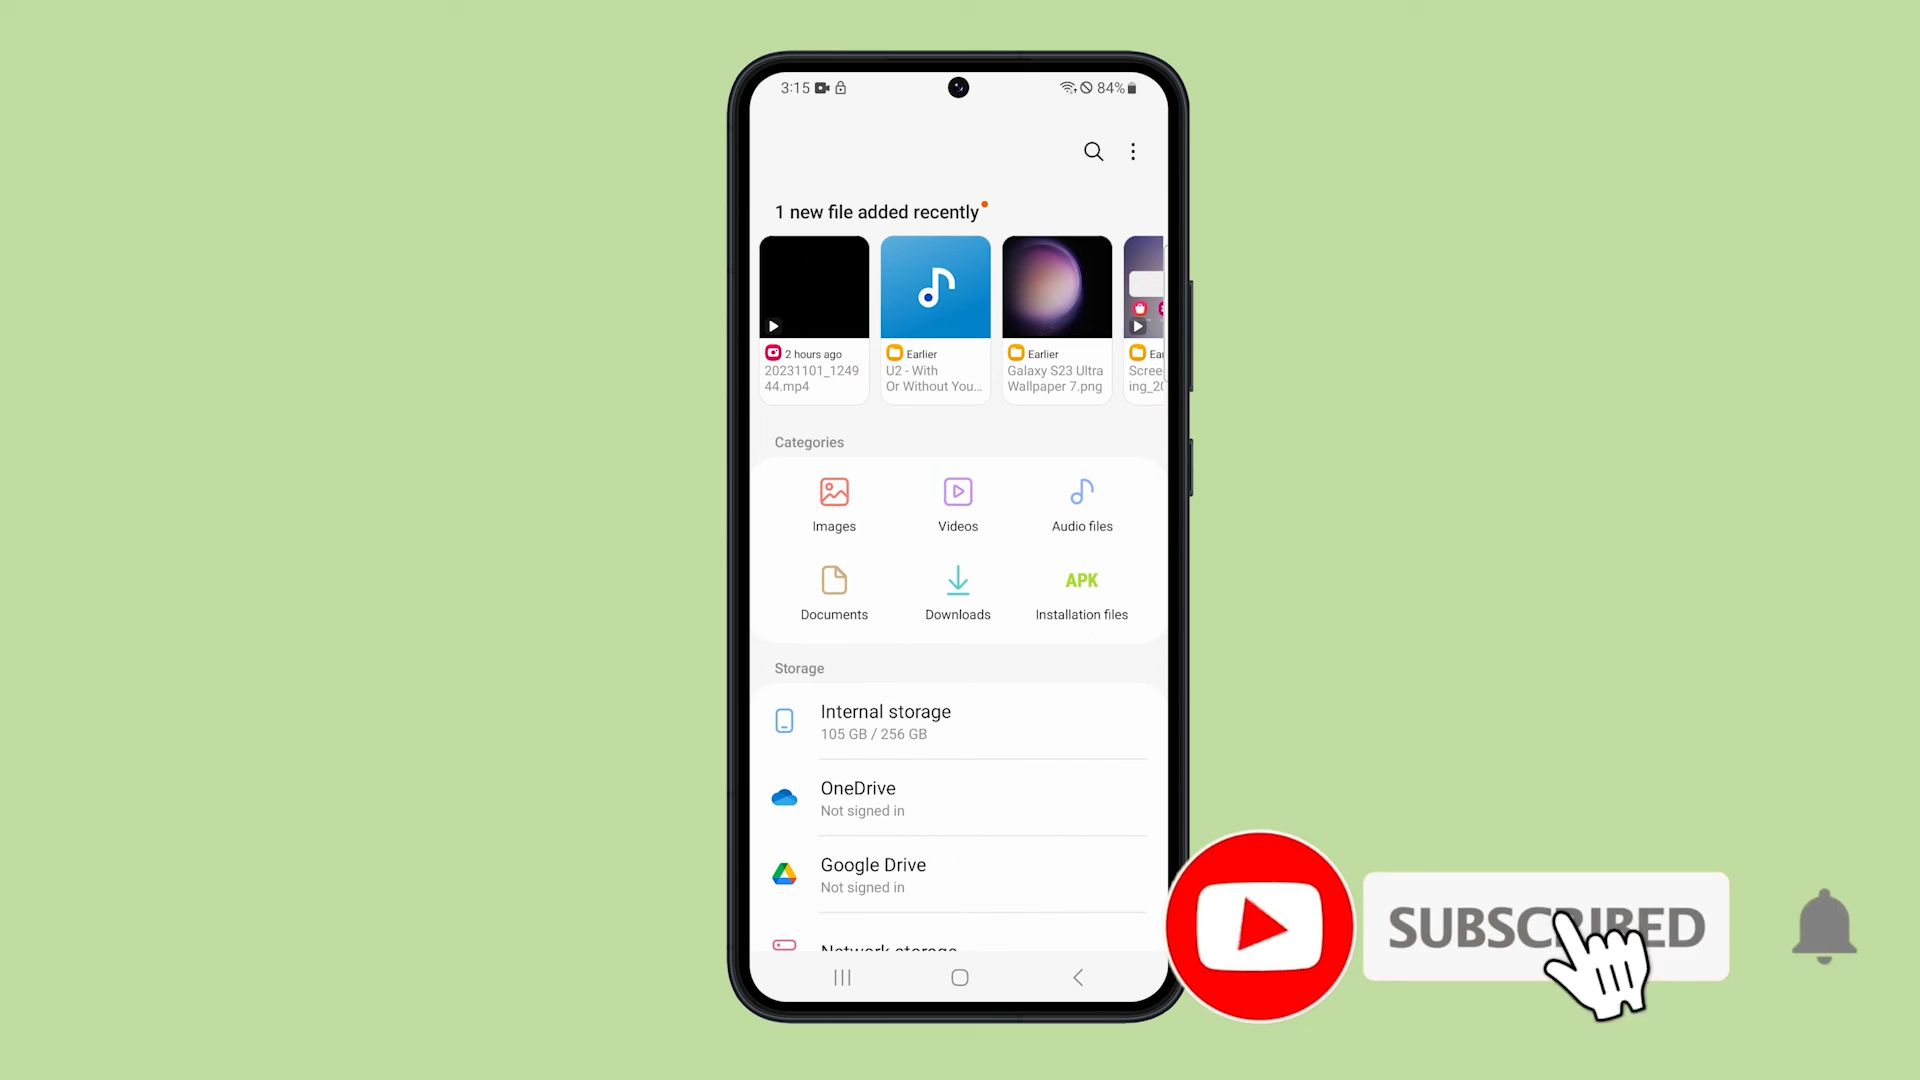 3:15
84%
1 new file added recently
2 hours ago
20231101_1249
44.mp4
Earlier
U2 - With
Or Without You...
Earlier
Galaxy S23 Ultra
Wallpaper 7.png
Ear
Scree
ing_20
Categories
Images
Videos
Audio files
Documents
Downloads
APK
Installation files
Storage
Internal storage
105 GB / 256 GB
OneDrive
Not signed in
Google Drive
Not signed in
Network storage
SUBSCRIBED